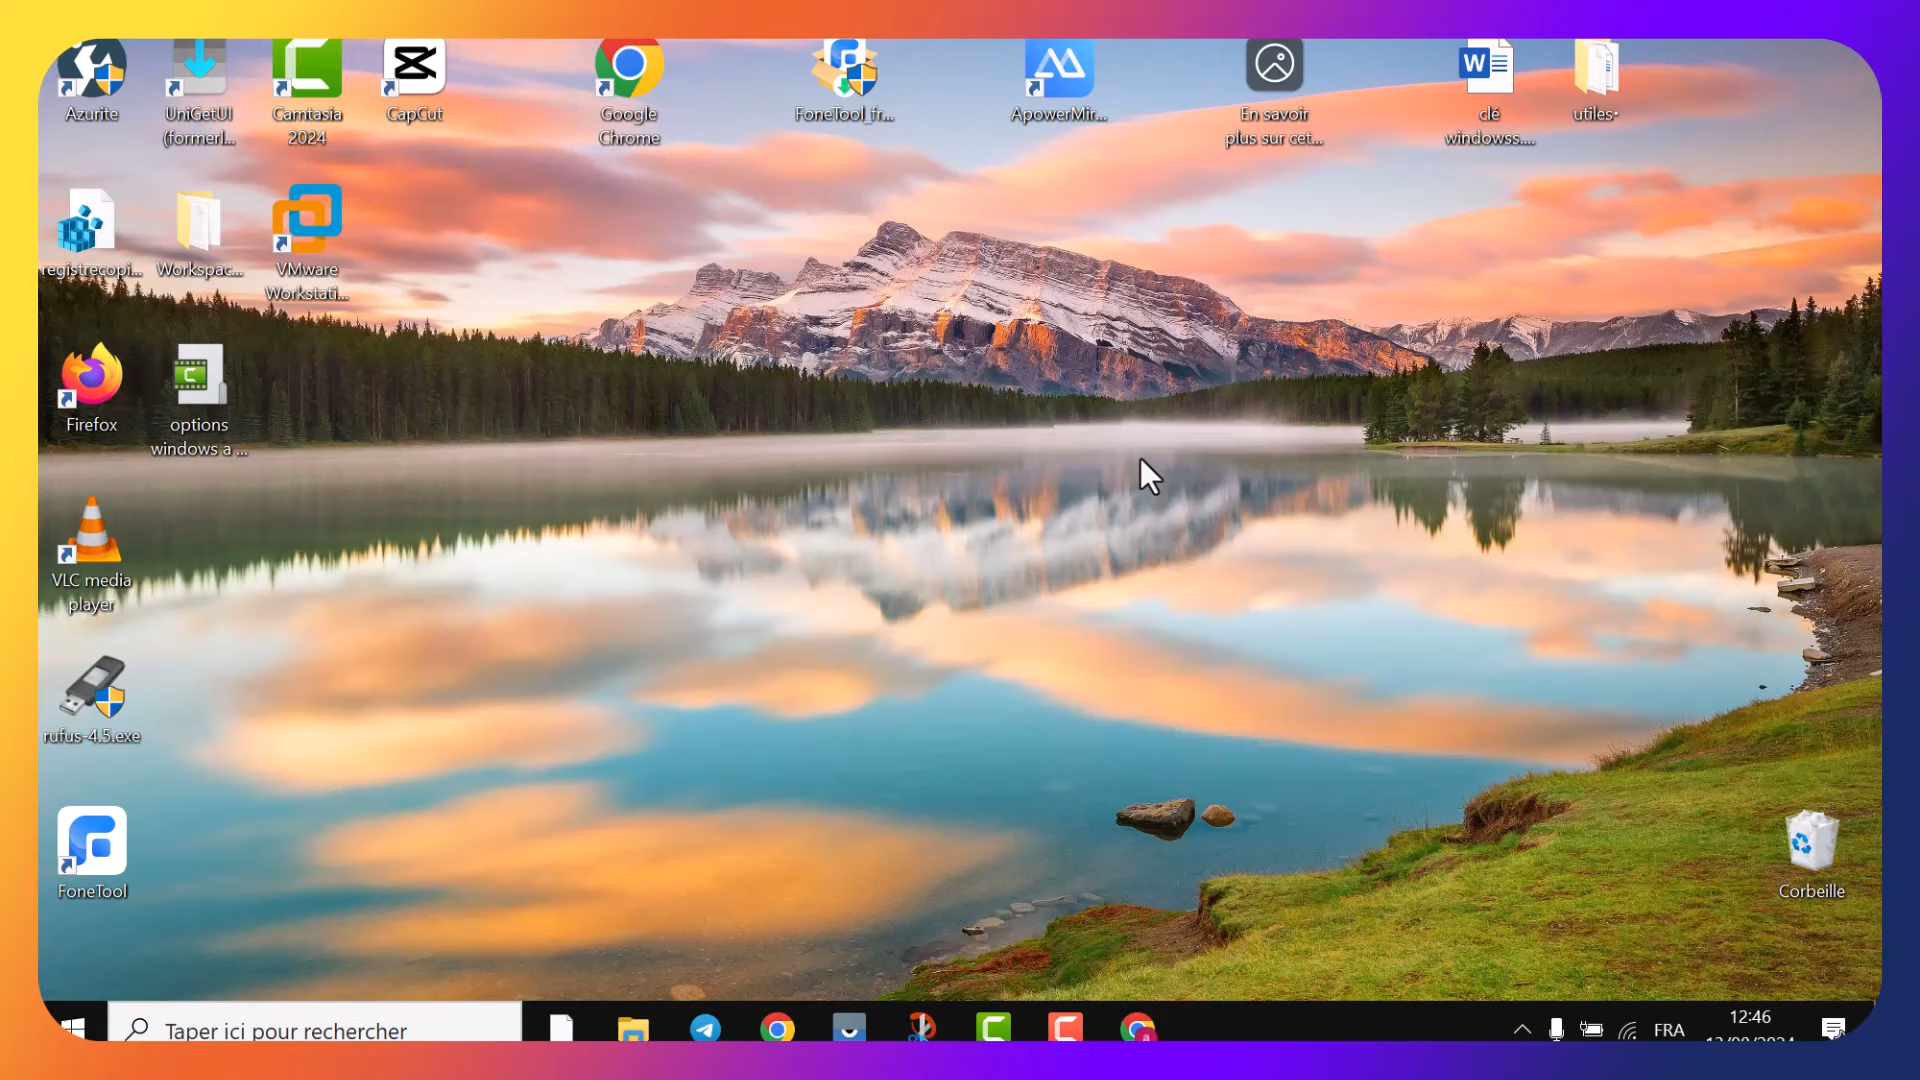 Azurite
UniGetUI
(formerl...
Camtasia
2024
CapCut
Google
Chrome
FoneTool_fr...
ApowerMir...
En savoir
plus sur cet...
clé
windowss....
utiles•
registrecopi...
Workspac...
VMware
Workstati...
Firefox
options
windows a ...
VLC media
player
rufus-4.5.exe
FoneTool
Corbeille
Taper ici pour rechercher
FRA
12:46